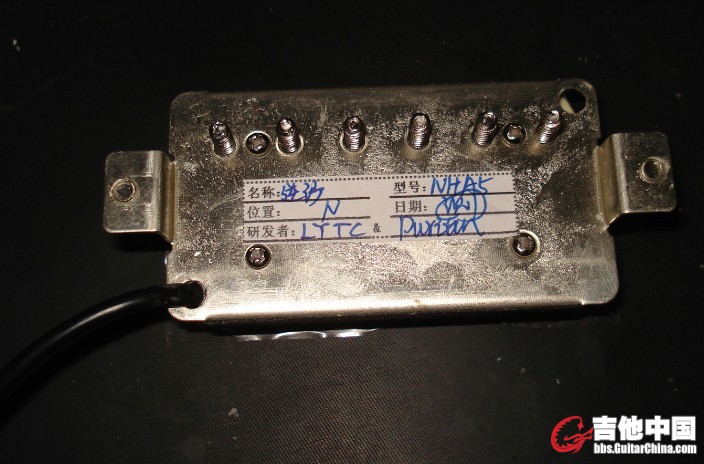 名称: 型号: NHA5
位置: N 日期:
研发者: LTTC & Puritan
吉他中国
bbs.GuitarChina.com